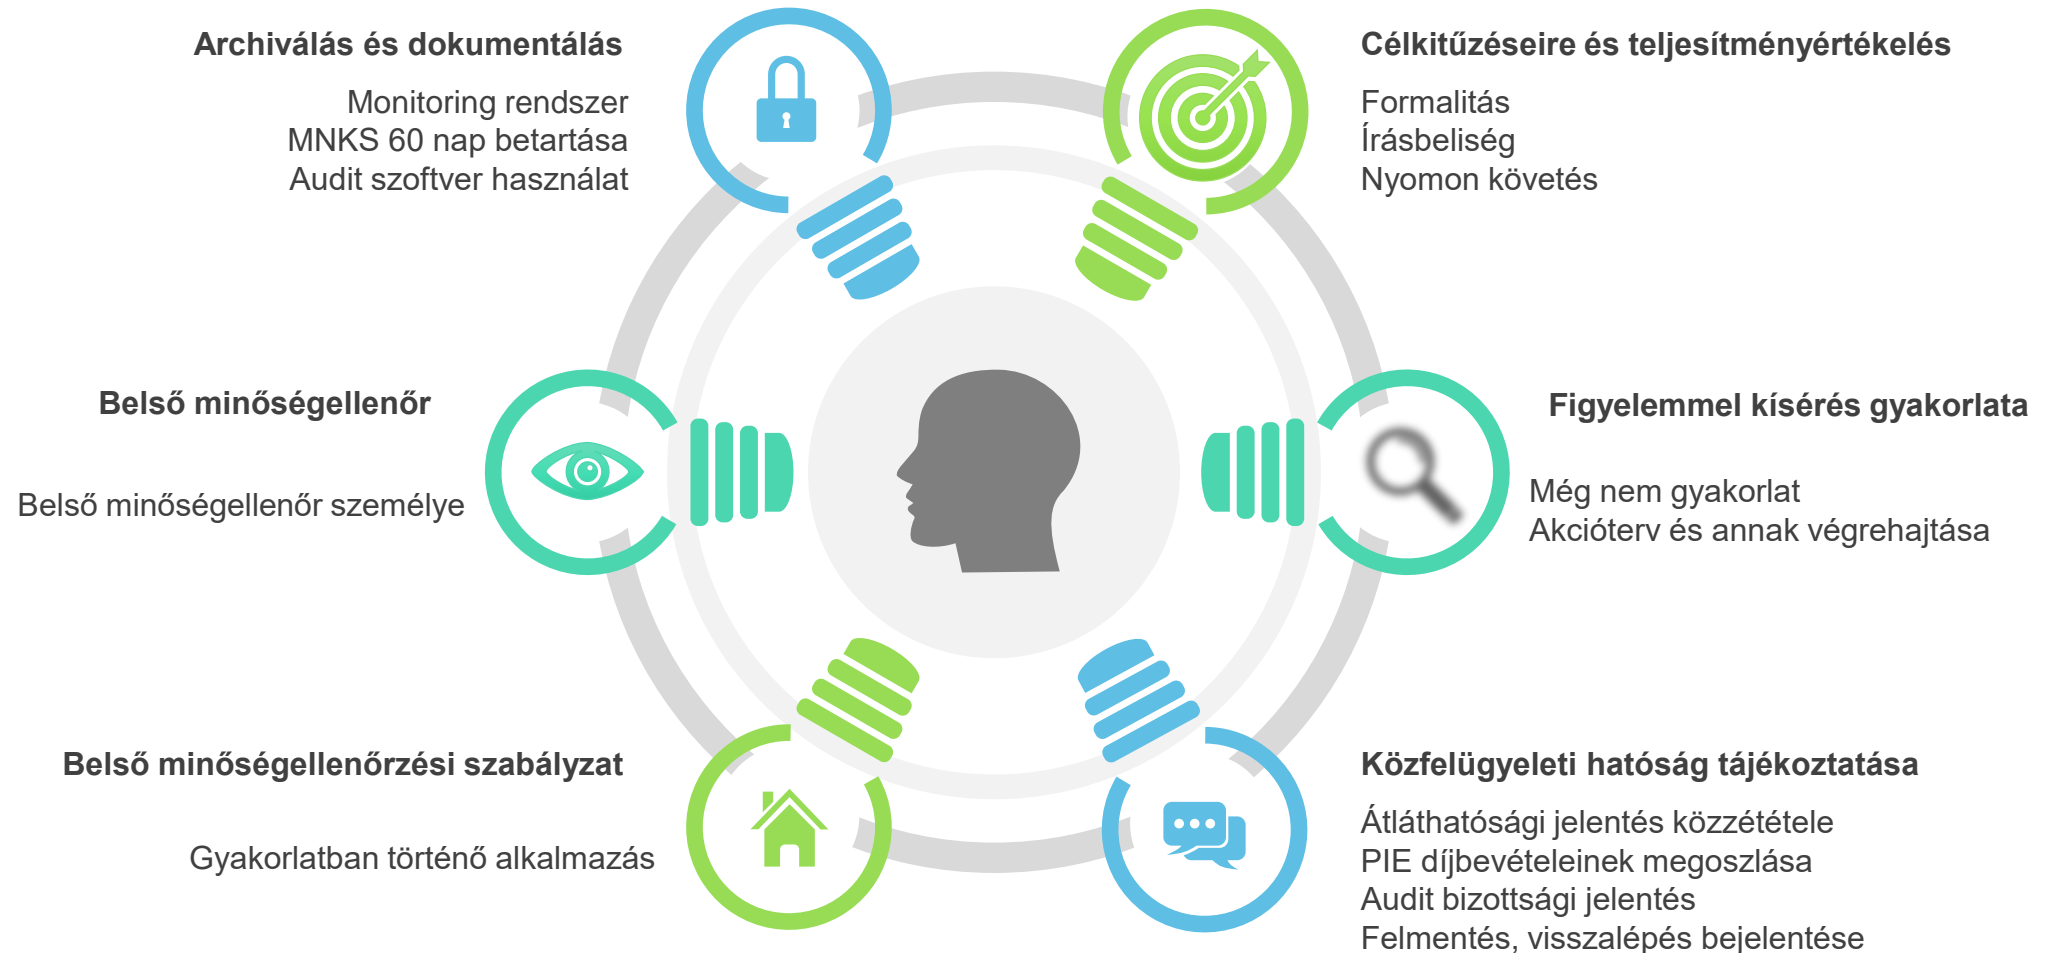 Archiválás és dokumentálás
Monitoring rendszer
MNKS 60 nap betartása
Audit szoftver használat
Célkitűzéseire és teljesítményértékelés
Formalitás
Írásbeliség
Nyomon követés
Belső minőségellenőr
Belső minőségellenőr személye
Figyelemmel kísérés gyakorlata
Még nem gyakorlat
Akcióterv és annak végrehajtása
Belső minőségellenőrzési szabályzat
Gyakorlatban történő alkalmazás
Közfelügyeleti hatóság tájékoztatása
Átláthatósági jelentés közzététele
PIE díjbevételeinek megoszlása
Audit bizottsági jelentés
Felmentés, visszalépés bejelentése